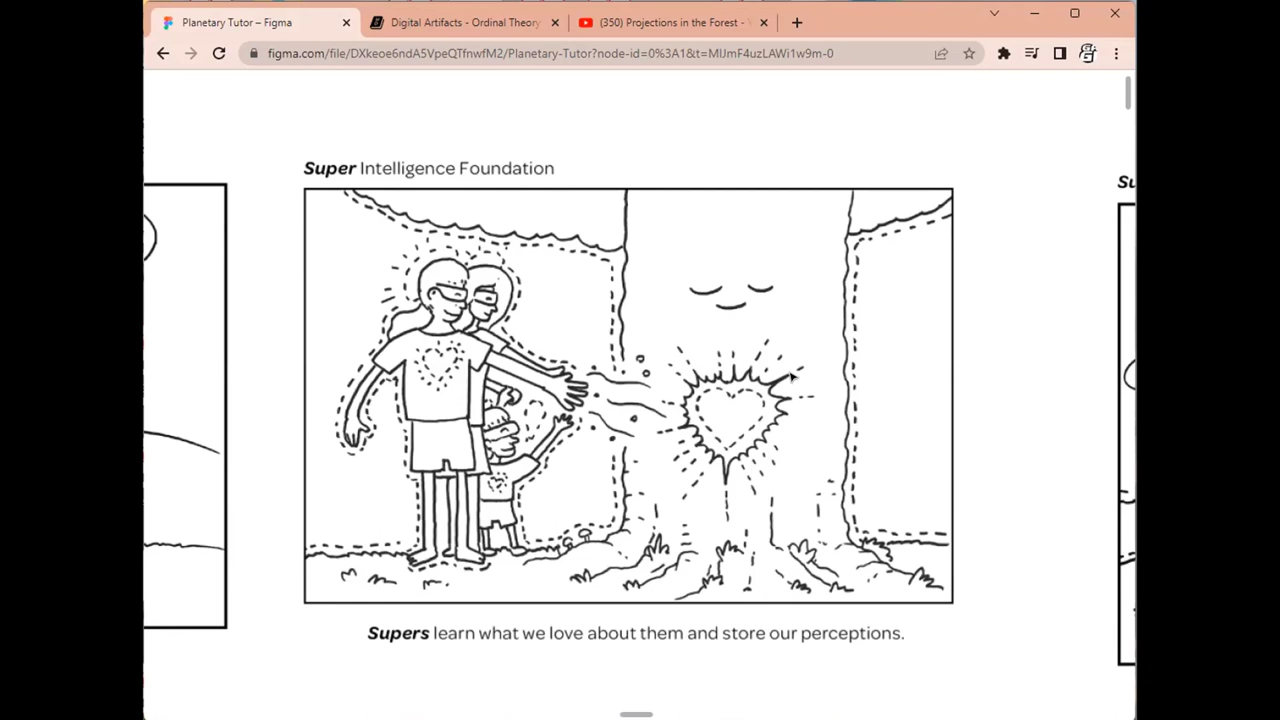 Planetary Tutor – Figma
Digital Artifacts - Ordinal Theory
(350) Projections in the Forest -
figma.com/file/DXkeoe6ndA5VpeQTfnwfM2/Planetary-Tutor?node-id=0%3A1&t=MlJmF4uzLAWi1w9m-0
Super Intelligence Foundation
Supers learn what we love about them and store our perceptions.